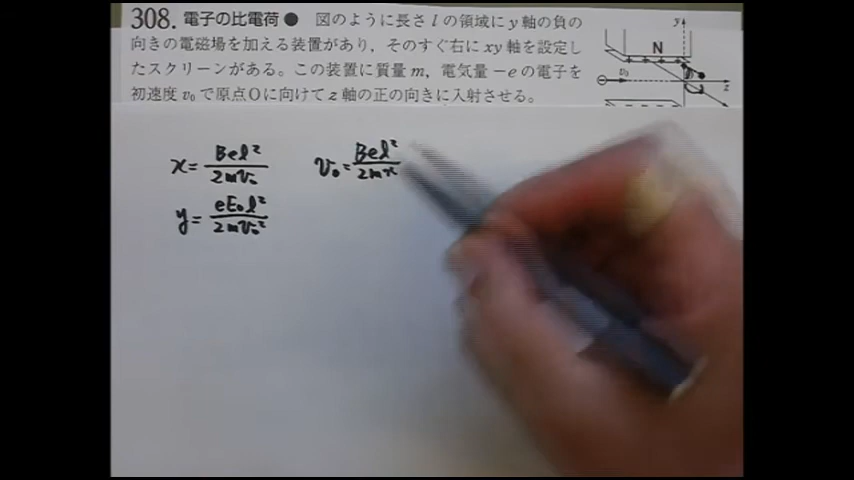 308. 電子の比電荷 ● 図のように長さ l の領域に y 軸の負の
向きの電磁場を加える装置があり，そのすぐ右に xy 軸を設定し
たスクリーンがある。この装置に質量 m，電気量 −e の電子を
初速度 v₀ で原点Oに向けて z 軸の正の向きに入射させる。
y
N
v₀
z
x = Bel² / 2mv₀
v₀ = Bel² / 2mx
y = eE₀l² / 2mv₀²